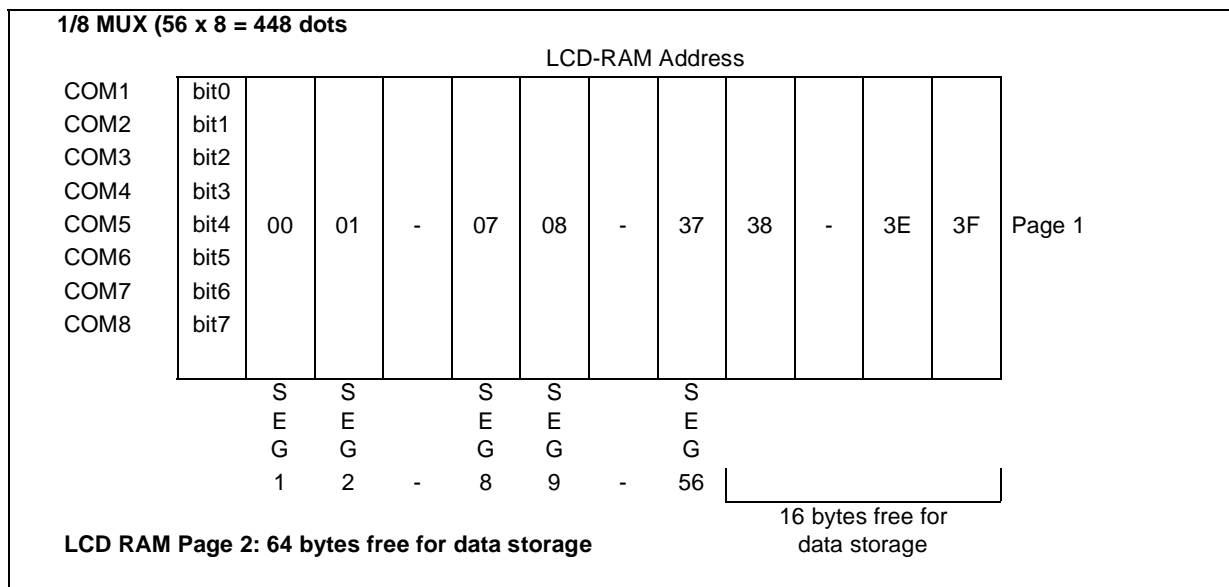 1/8 MUX (56 x 8 = 448 dots
LCD-RAM Address
COM1 bit0
COM2 bit1
COM3 bit2
COM4 bit3
COM5 bit4 00 01 - 07 08 - 37 38 - 3E 3F Page 1
COM6 bit5
COM7 bit6
COM8 bit7
S S S S S
E E E E E
G G G G G
1 2 - 8 9 - 56
16 bytes free for
LCD RAM Page 2: 64 bytes free for data storage data storage